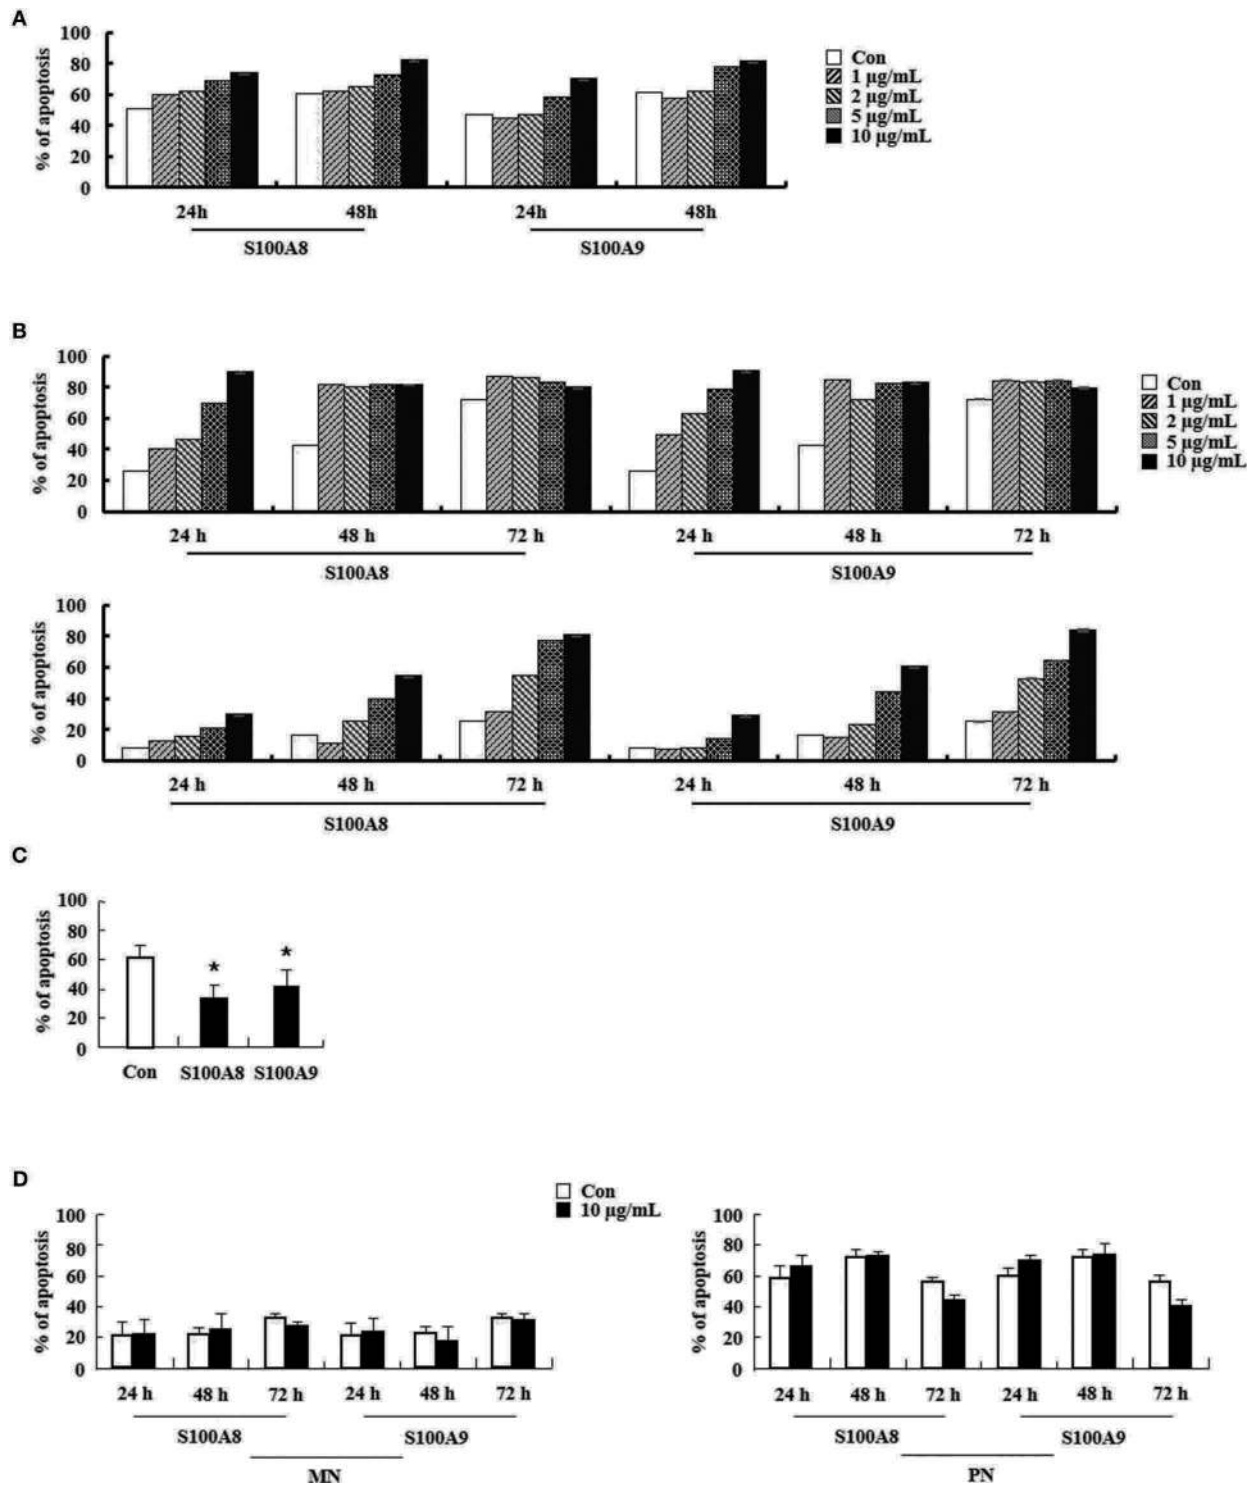 A
% of apoptosis
100
80
60
40
20
0
24h 48h 24h 48h
S100A8 S100A9
Con
1 µg/mL
2 µg/mL
5 µg/mL
10 µg/mL
B
% of apoptosis
100
80
60
40
20
0
24 h 48 h 72 h 24 h 48 h 72 h
S100A8 S100A9
Con
1 µg/mL
2 µg/mL
5 µg/mL
10 µg/mL
% of apoptosis
100
80
60
40
20
0
24 h 48 h 72 h 24 h 48 h 72 h
S100A8 S100A9
C
% of apoptosis
100
80
60
40
20
0
* *
Con S100A8 S100A9
D
Con
10 µg/mL
% of apoptosis
100
80
60
40
20
0
24 h 48 h 72 h 24 h 48 h 72 h
S100A8 S100A9
MN
% of apoptosis
100
80
60
40
20
0
24 h 48 h 72 h 24 h 48 h 72 h
S100A8 S100A9
PN